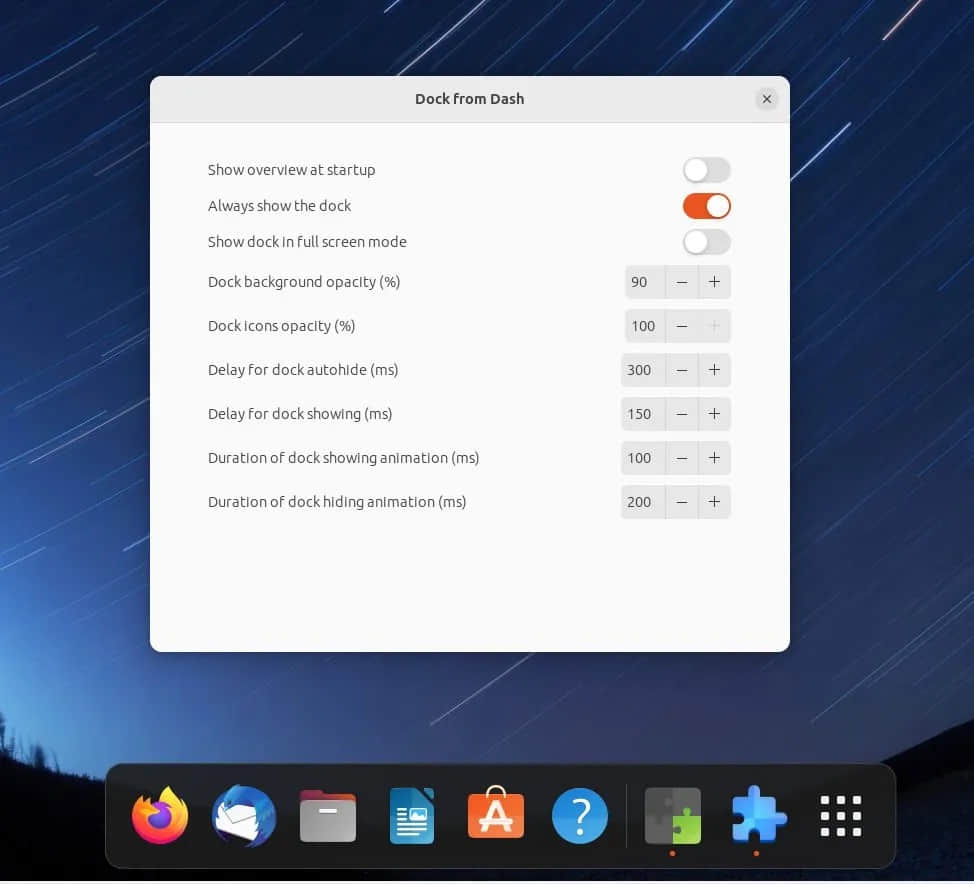 Dock from Dash
Show overview at startup
Always show the dock
Show dock in full screen mode
Dock background opacity (%) 90 − +
Dock icons opacity (%) 100 − +
Delay for dock autohide (ms) 300 − +
Delay for dock showing (ms) 150 − +
Duration of dock showing animation (ms) 100 − +
Duration of dock hiding animation (ms) 200 − +
A ?